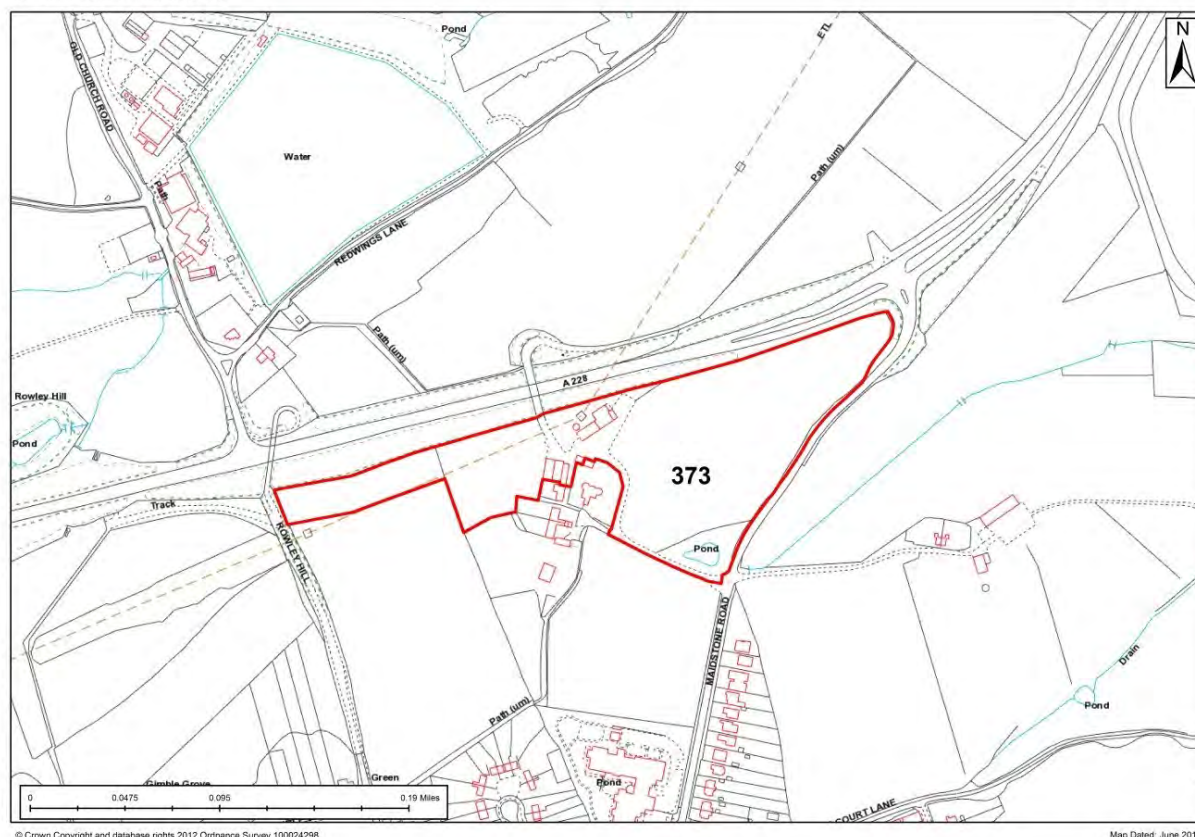 Pond
N
OLD CHURCH ROAD
ETL
Water
Path (um)
Path
REDWINGS LANE
Path (um)
A 228
Rowley Hill
Pond
373
Track
ROWLEY HILL
Pond
MAIDSTONE ROAD
Drain
Path (um)
Pond
Gimble Grove
Green
Pond
COURT LANE
0 0.0475 0.095 0.19 Miles
© Crown Copyright and database rights 2012 Ordnance Survey 100024298
Map Dated: June 201